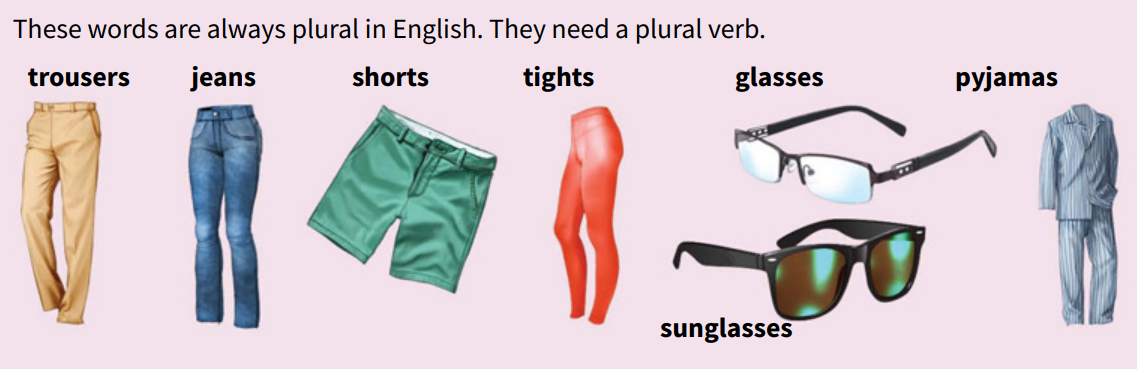 These words are always plural in English. They need a plural verb.
trousers jeans shorts tights glasses pyjamas
sunglasses